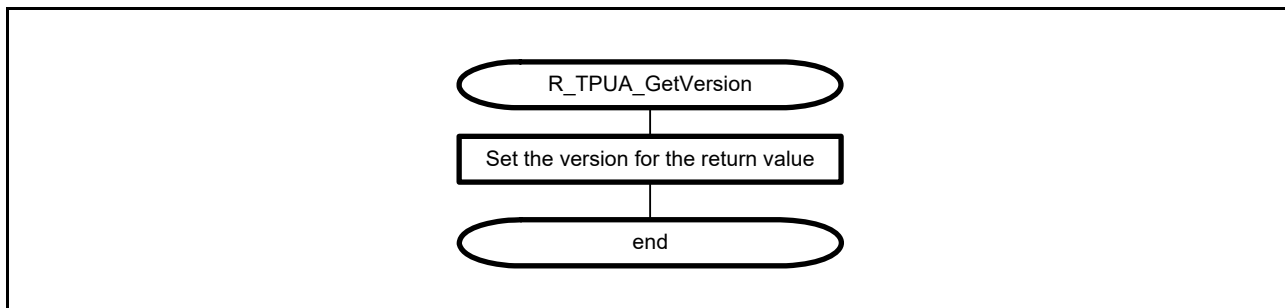 R_TPUA_GetVersion
Set the version for the return value
end